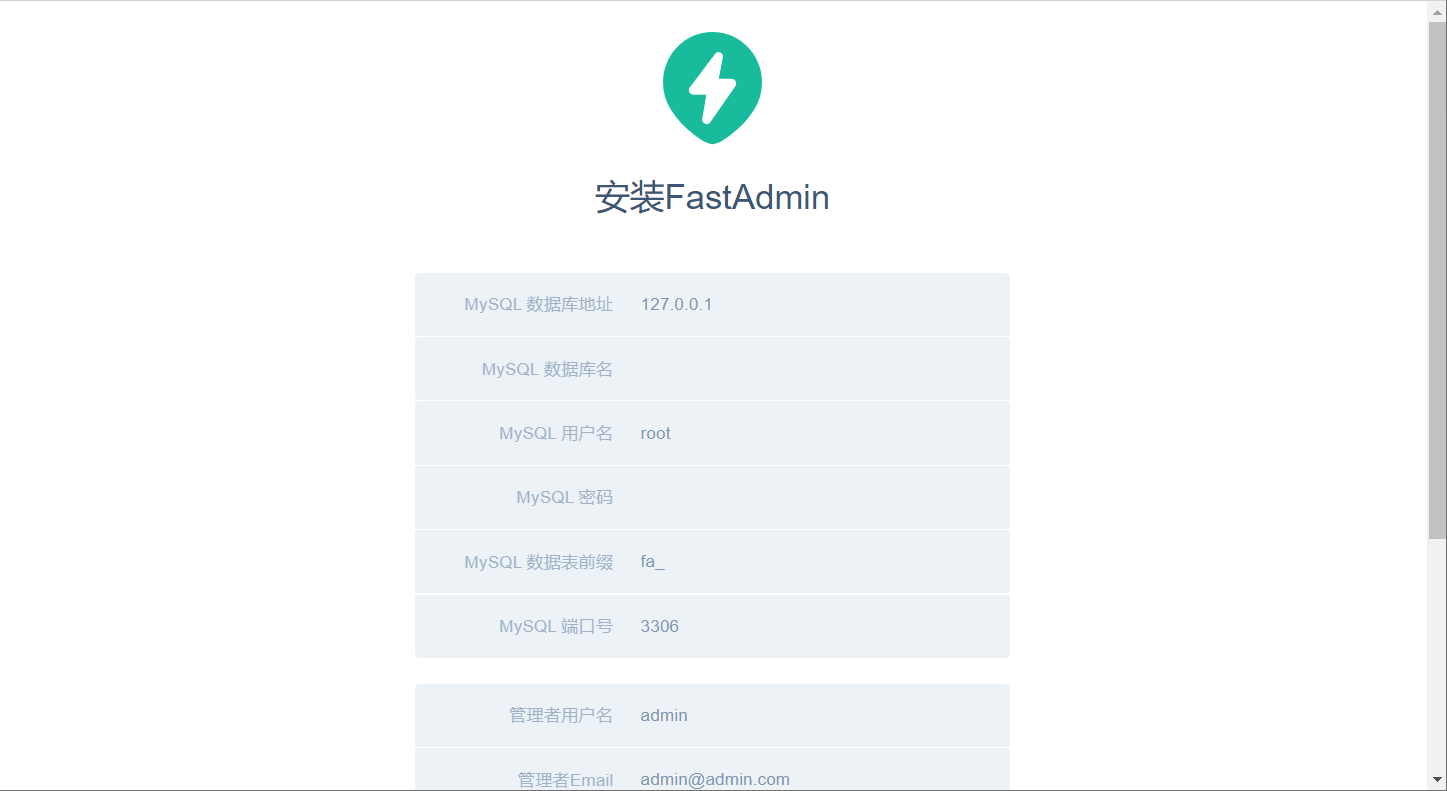 安装FastAdmin
MySQL 数据库地址 127.0.0.1
MySQL 数据库名
MySQL 用户名 root
MySQL 密码
MySQL 数据表前缀 fa_
MySQL 端口号 3306
管理者用户名 admin
管理者Email admin@admin.com